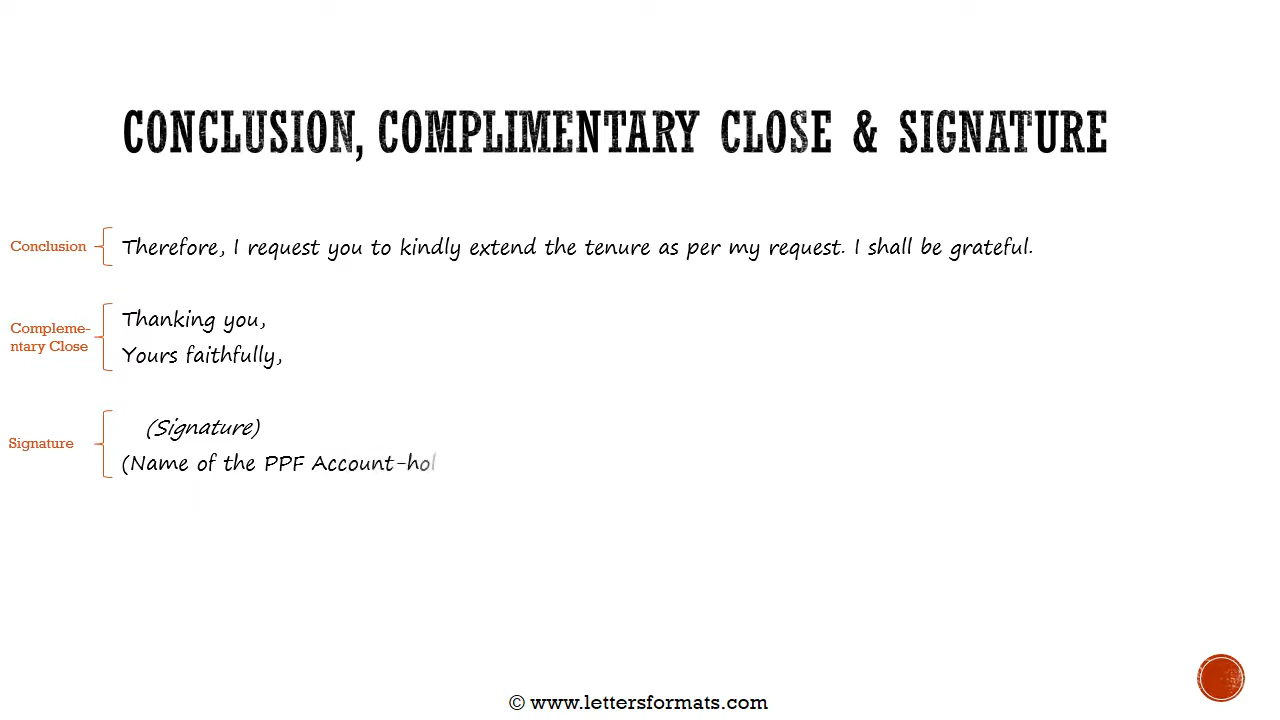 CONCLUSION, COMPLIMENTARY CLOSE & SIGNATURE
Conclusion
Therefore, I request you to kindly extend the tenure as per my request. I shall be grateful.
Compleme-
ntary Close
Thanking you,
Yours faithfully,
Signature
(Signature)
(Name of the PPF Account-hol
© www.lettersformats.com